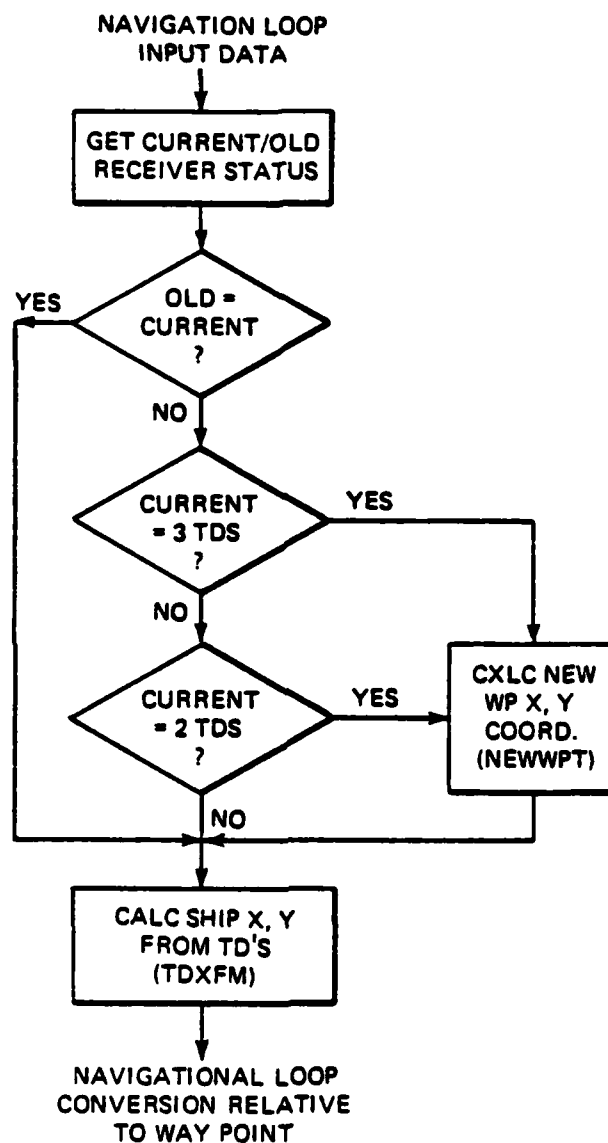 NAVIGATION LOOP
INPUT DATA
GET CURRENT/OLD
RECEIVER STATUS
YES
OLD =
CURRENT
?
NO
CURRENT
= 3 TDS
?
YES
NO
CURRENT
= 2 TDS
?
YES
CXLC NEW
WP X, Y
COORD.
(NEWWPT)
NO
CALC SHIP X, Y
FROM TD'S
(TDXFM)
NAVIGATIONAL LOOP
CONVERSION RELATIVE
TO WAY POINT